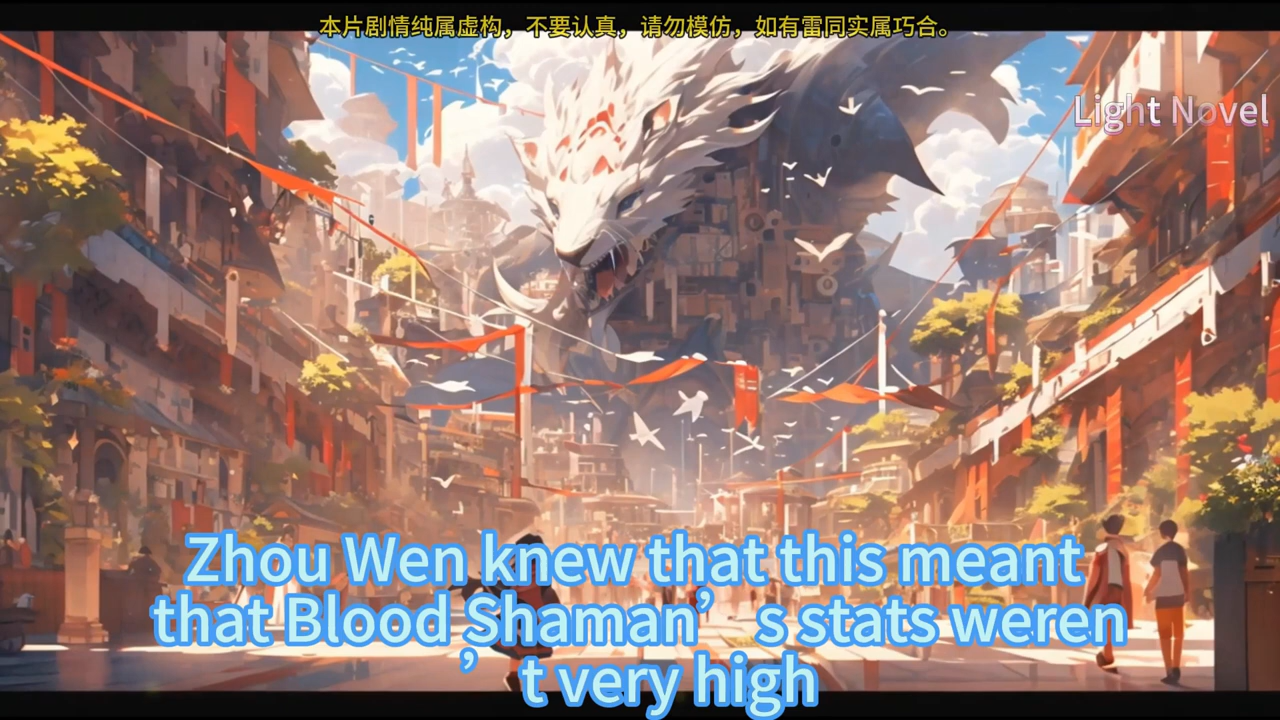 本片剧情纯属虚构，不要认真，请勿模仿，如有雷同实属巧合。
Light Novel
Zhou Wen knew that this meant
that Blood Shaman’ s stats weren
’ t very high